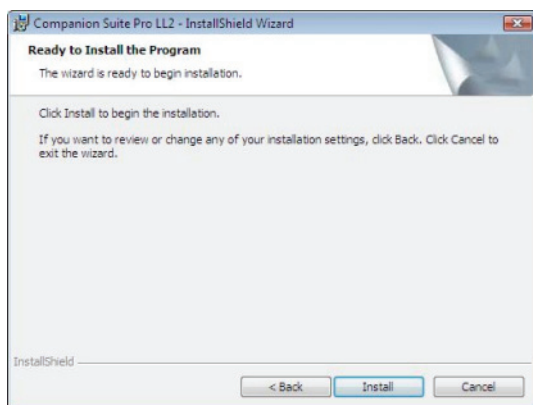 Companion Suite Pro LL2 - InstallShield Wizard
Ready to Install the Program
The wizard is ready to begin installation.
Click Install to begin the installation.
If you want to review or change any of your installation settings, click Back. Click Cancel to
exit the wizard.
InstallShield
< Back Install Cancel